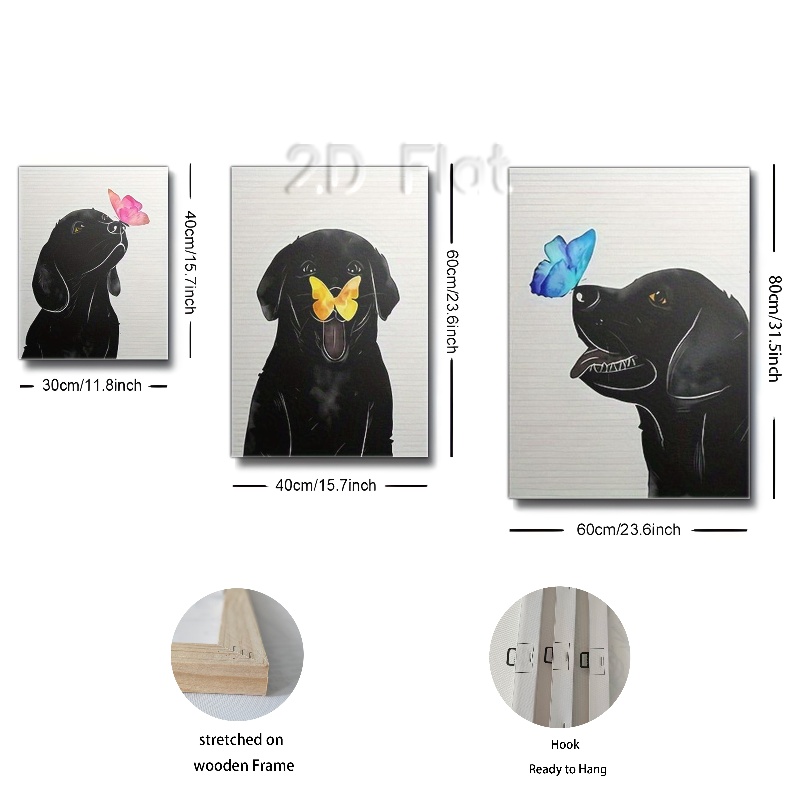 2D Flat
40cm/15.7inch
60cm/23.6inch
80cm/31.5inch
30cm/11.8inch
40cm/15.7inch
60cm/23.6inch
stretched on
wooden Frame
Hook
Ready to Hang